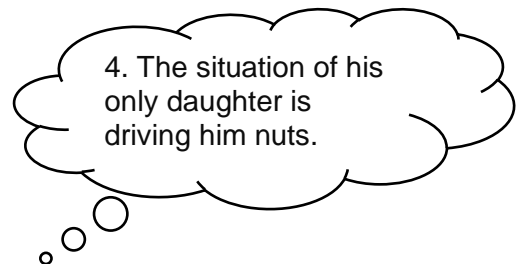 4. The situation of his
only daughter is
driving him nuts.